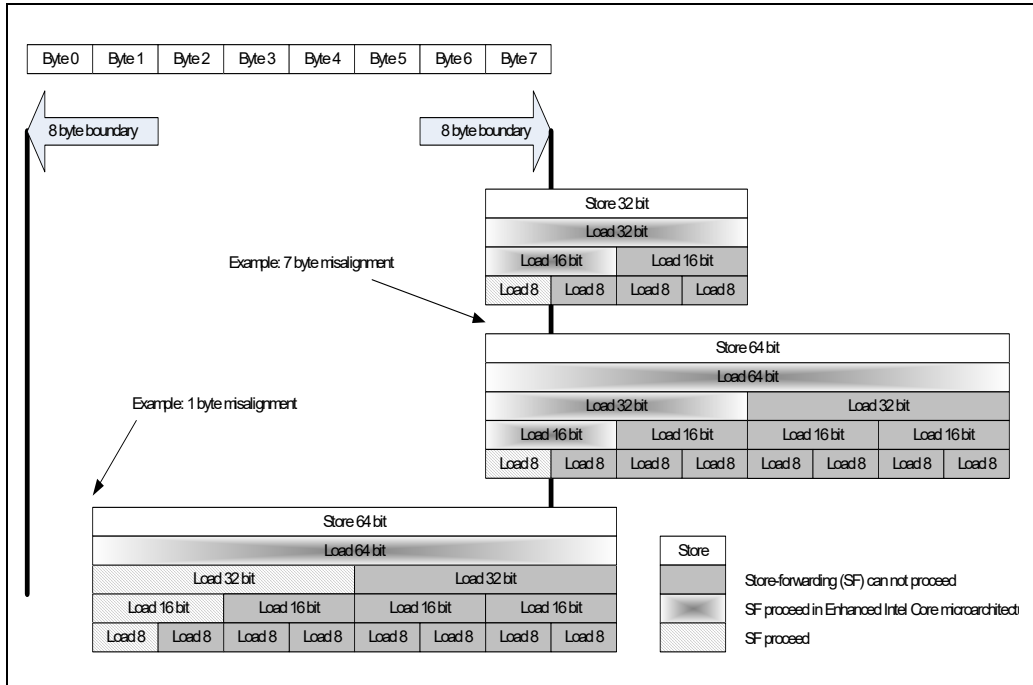 Byte 0 Byte 1 Byte 2 Byte 3 Byte 4 Byte 5 Byte 6 Byte 7
8 byte boundary 8 byte boundary
Store 32 bit
Load 32 bit
Example: 7 byte misalignment
Load 16 bit Load 16 bit
Load 8 Load 8 Load 8 Load 8
Store 64 bit
Load 64 bit
Example: 1 byte misalignment
Load 32 bit Load 32 bit
Load 16 bit Load 16 bit Load 16 bit Load 16 bit
Load 8 Load 8 Load 8 Load 8 Load 8 Load 8 Load 8 Load 8
Store 64 bit
Load 64 bit
Load 32 bit Load 32 bit
Load 16 bit Load 16 bit Load 16 bit Load 16 bit
Load 8 Load 8 Load 8 Load 8 Load 8 Load 8 Load 8 Load 8
Store
Store-forwarding (SF) can not proceed
SF proceed in Enhanced Intel Core microarchitectu
SF proceed